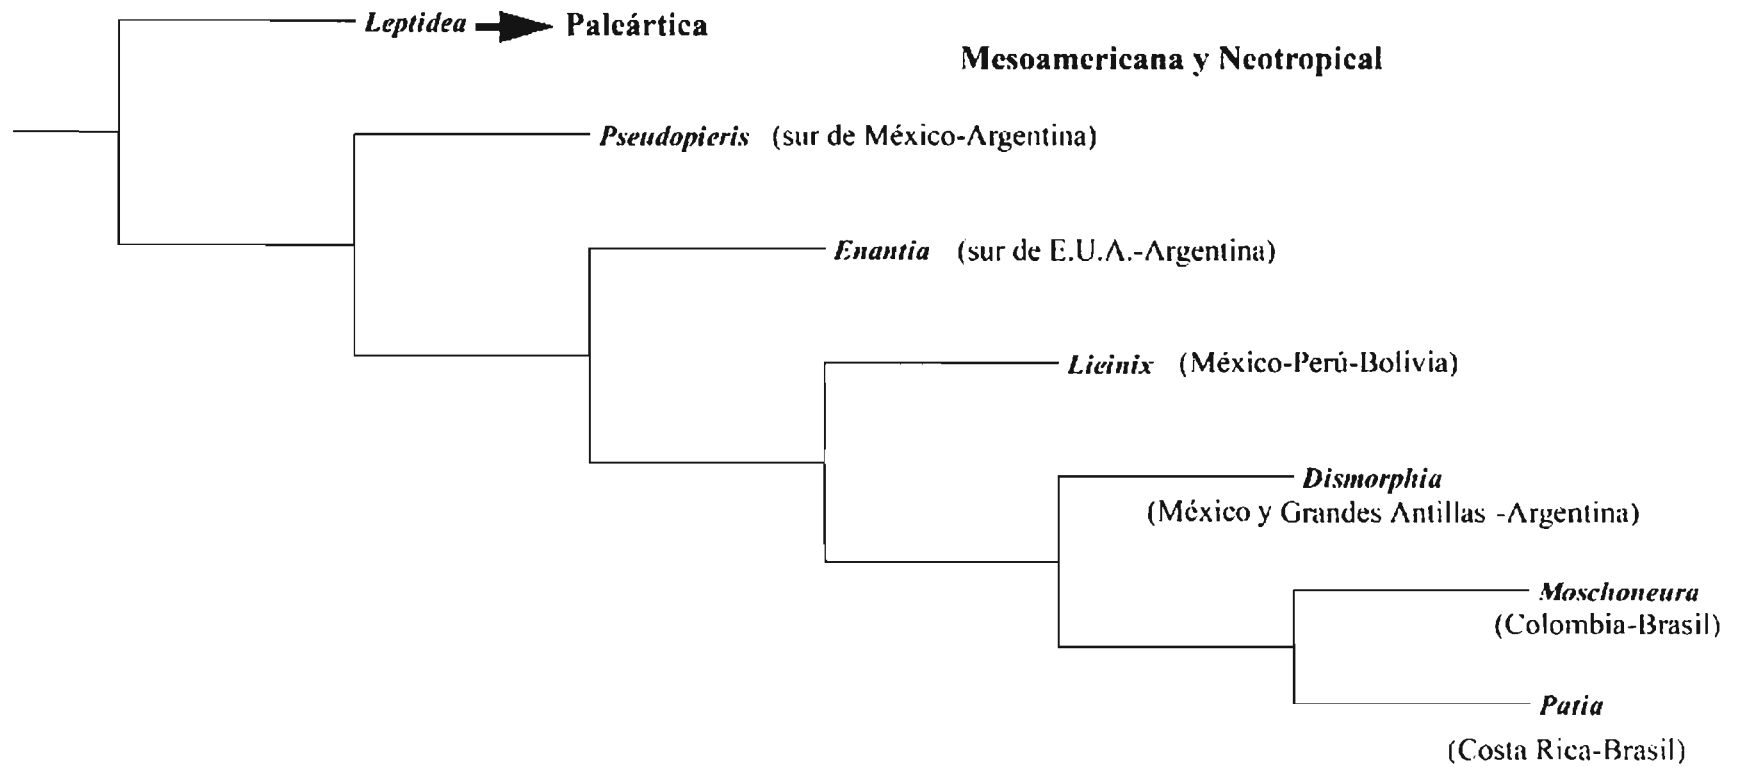 Leptidea Paleártica
Mesoamericana y Neotropical
Pseudopieris (sur de México-Argentina)
Enantia (sur de E.U.A.-Argentina)
Lieinix (México-Perú-Bolivia)
Dismorphia
(México y Grandes Antillas -Argentina)
Moschoneura
(Colombia-Brasil)
Patia
(Costa Rica-Brasil)